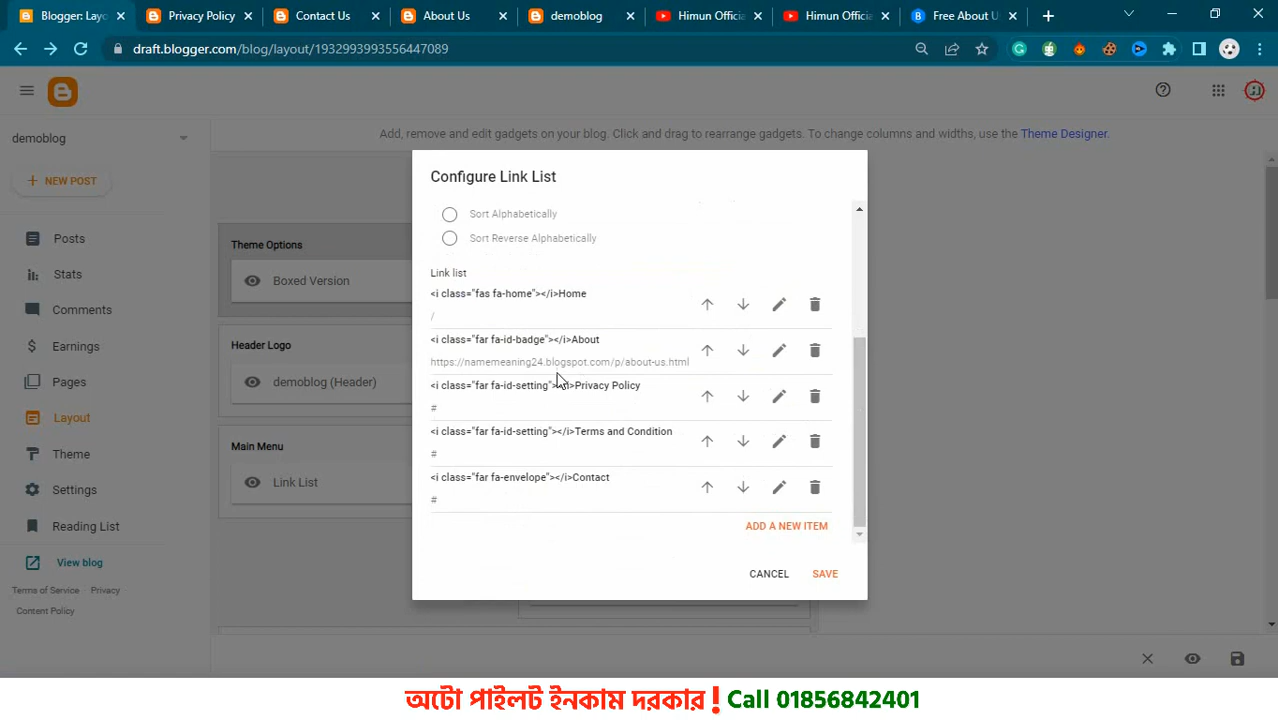 Blogger: Layo
Privacy Policy
Contact Us
About Us
demoblog
Himun Officia
Himun Officia
Free About U
draft.blogger.com/blog/layout/1932993993556447089
demoblog
Add, remove and edit gadgets on your blog. Click and drag to rearrange gadgets. To change columns and widths, use the Theme Designer.
NEW POST
Posts
Stats
Comments
Earnings
Pages
Layout
Theme
Settings
Reading List
View blog
Terms of Service
Privacy
Content Policy
Theme Options
Boxed Version
Header Logo
demoblog (Header)
Main Menu
Link List
Configure Link List
Sort Alphabetically
Sort Reverse Alphabetically
Link list
<i class="fas fa-home"></i>Home
/
<i class="far fa-id-badge"></i>About
https://namemeaning24.blogspot.com/p/about-us.html
<i class="far fa-id-setting"></i>Privacy Policy
#
<i class="far fa-id-setting"></i>Terms and Condition
#
<i class="far fa-envelope"></i>Contact
#
ADD A NEW ITEM
CANCEL
SAVE
অটো পাইলট ইনকাম দরকার ! Call 01856842401